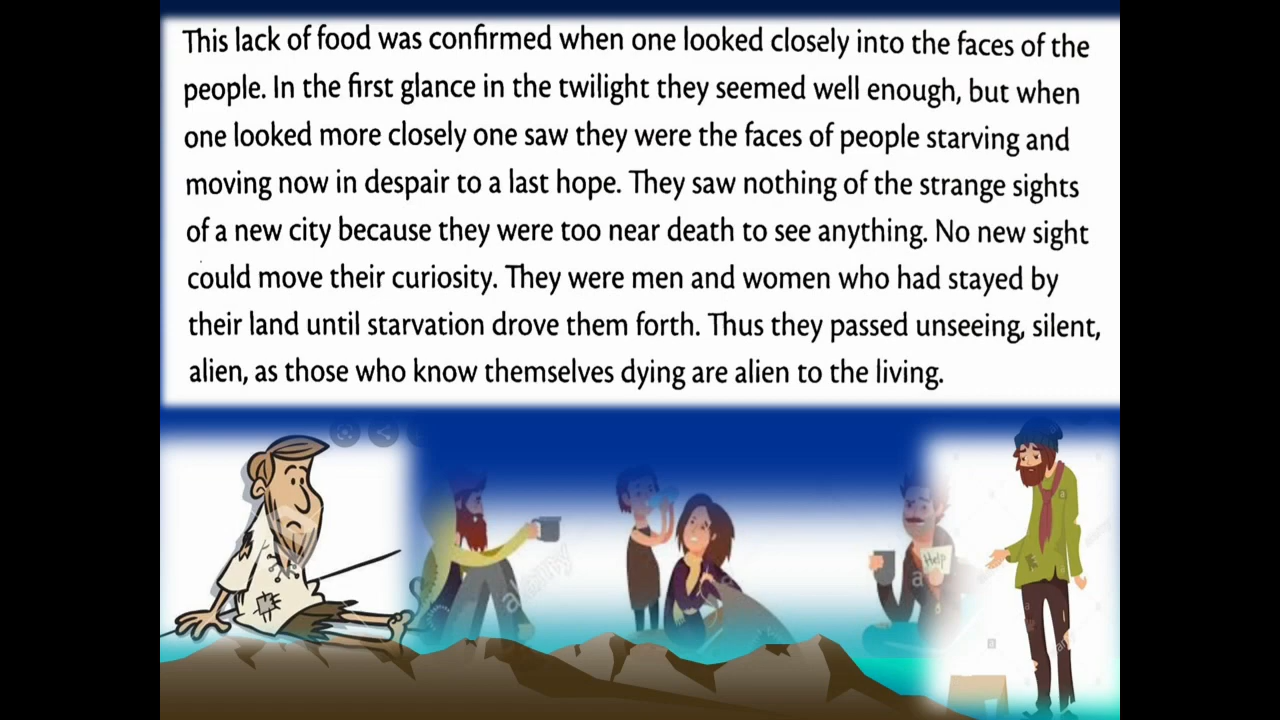 This lack of food was confirmed when one looked closely into the faces of the
people. In the first glance in the twilight they seemed well enough, but when
one looked more closely one saw they were the faces of people starving and
moving now in despair to a last hope. They saw nothing of the strange sights
of a new city because they were too near death to see anything. No new sight
could move their curiosity. They were men and women who had stayed by
their land until starvation drove them forth. Thus they passed unseeing, silent,
alien, as those who know themselves dying are alien to the living.
Help
alamy